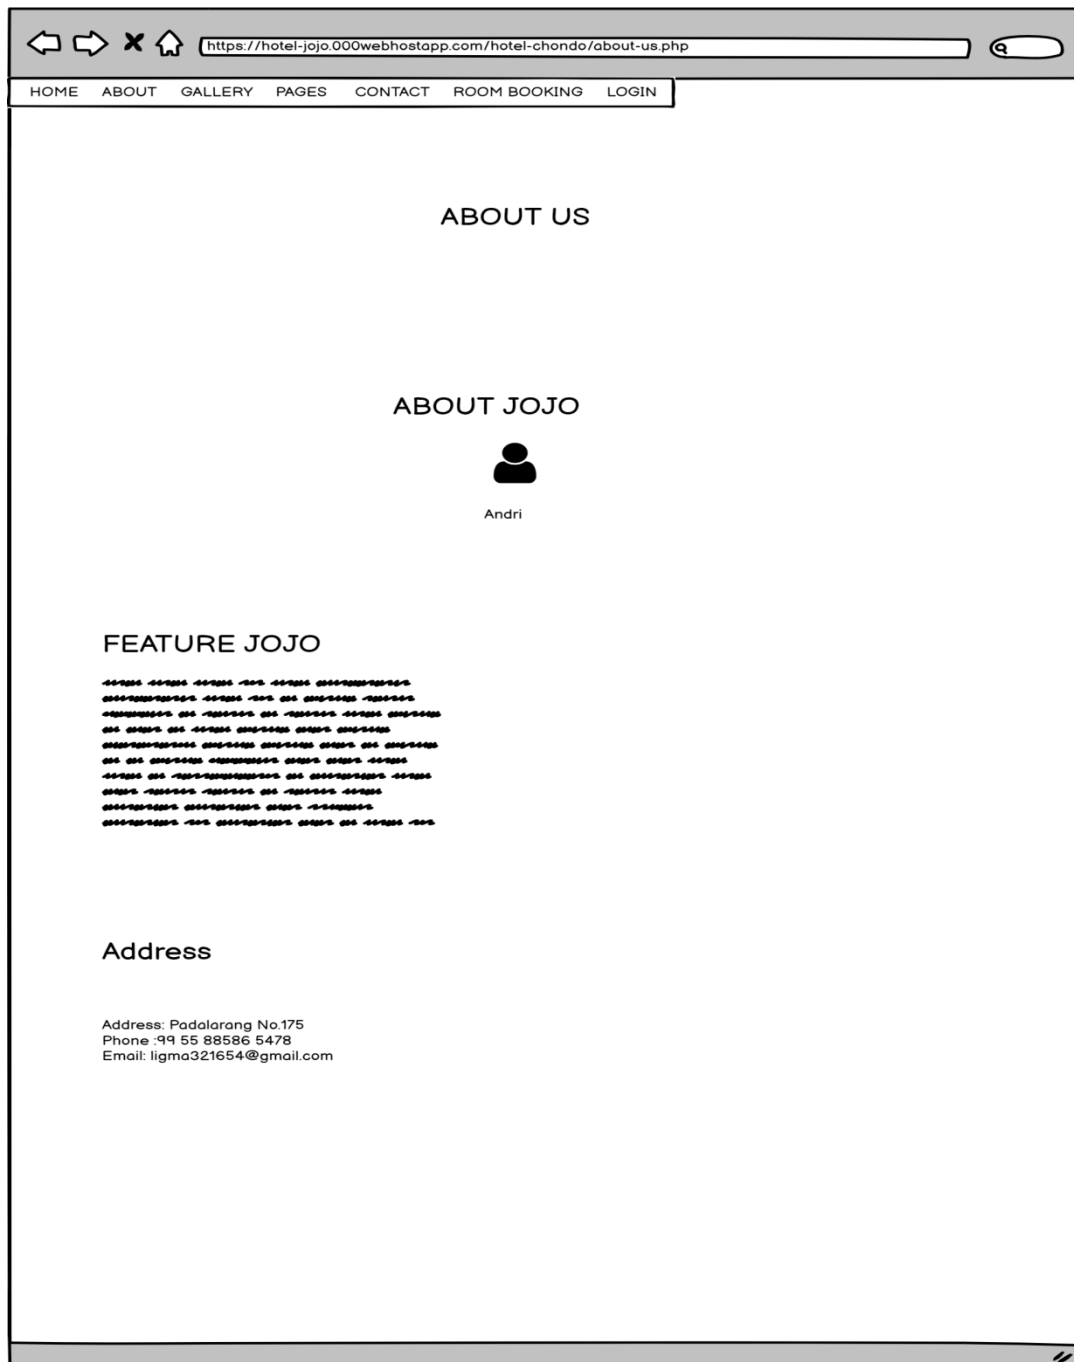 https://hotel-jojo.000webhostapp.com/hotel-chondo/about-us.php
HOME ABOUT GALLERY PAGES CONTACT ROOM BOOKING LOGIN
ABOUT US
ABOUT JOJO
Andri
FEATURE JOJO
Address
Address: Padalarang No.175
Phone :99 55 88586 5478
Email: ligma321654@gmail.com